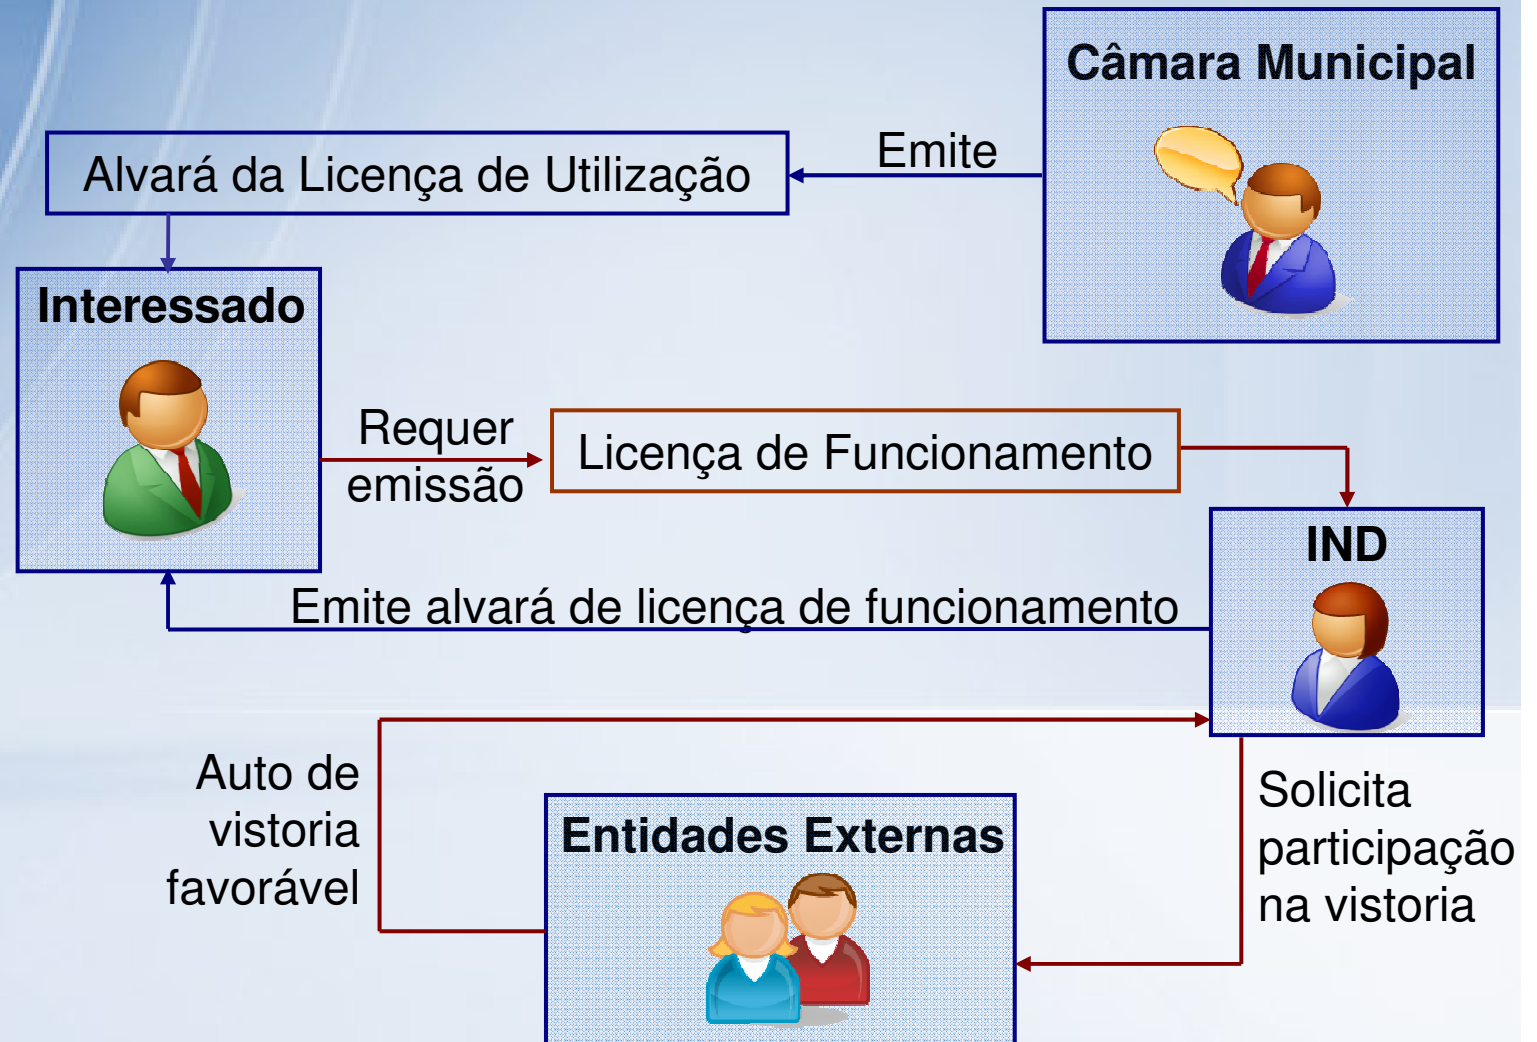 Câmara Municipal
Emite
Alvará da Licença de Utilização
Interessado
Requer
emissão
Licença de Funcionamento
IND
Emite alvará de licença de funcionamento
Auto de
vistoria
favorável
Entidades Externas
Solicita
participação
na vistoria